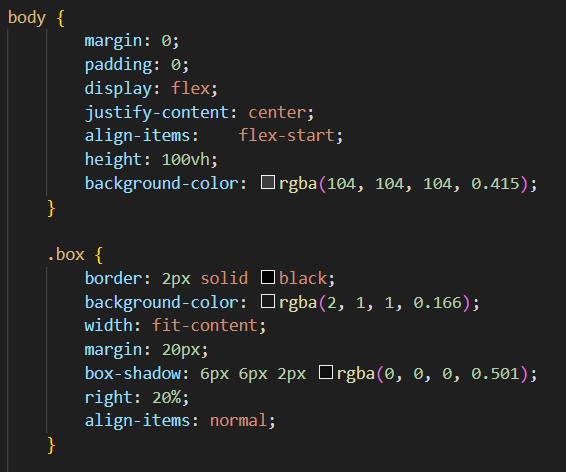 body {
margin: 0;
padding: 0;
display: flex;
justify-content: center;
align-items:    flex-start;
height: 100vh;
background-color: rgba(104, 104, 104, 0.415);
}
.box {
border: 2px solid black;
background-color: rgba(2, 1, 1, 0.166);
width: fit-content;
margin: 20px;
box-shadow: 6px 6px 2px rgba(0, 0, 0, 0.501);
right: 20%;
align-items: normal;
}